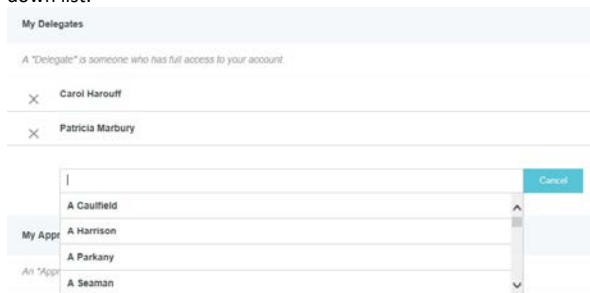 down list.
My Delegates
A "Delegate" is someone who has full access to your account
Carol Harouff
Patricia Marbury
Cancel
A Caulfield
A Harrison
My Appr
A Parkany
An "Appr
A Seaman